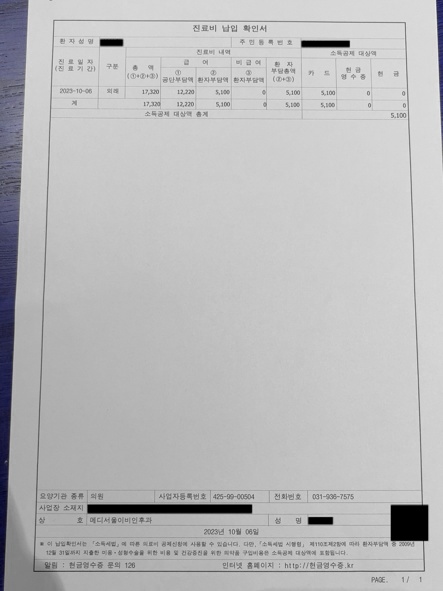 진료비 납입 확인서
환 자 성 명
주 민 등 록 번 호
진 료 일 자
(진 료 기 간)
구분
진료비 내역
소득공제 대상액
총 액
(①+②+③)
급 여
비 급 여
환 자
부담총액
(②+③)
카 드
현 금
영 수 증
현 금
①
공단부담액
②
환자부담액
③
환자부담액
2023-10-06 외래 17,320 12,220 5,100 0 5,100 5,100 0 0
계 17,320 12,220 5,100 0 5,100 5,100 0 0
소득공제 대상액 총계 5,100
요양기관 종류 의원 사업자등록번호 425-99-00504 전화번호 031-936-7575
사업장 소재지
상 호 메디서울이비인후과 성 명
2023년 10월 06일
※ 이 납입확인서는 「소득세법」에 따른 의료비 공제신청에 사용할 수 있습니다. 다만, 「소득세법 시행령」 제110조제2항에 따라 환자부담액 중 2009년
12월 31일까지 지출한 미용·성형수술을 위한 비용 및 건강증진을 위한 의약품 구입비용은 소득공제 대상액에 포함됩니다.
알림 : 현금영수증 문의 126 인터넷 홈페이지 : http://현금영수증.kr
PAGE. 1 / 1